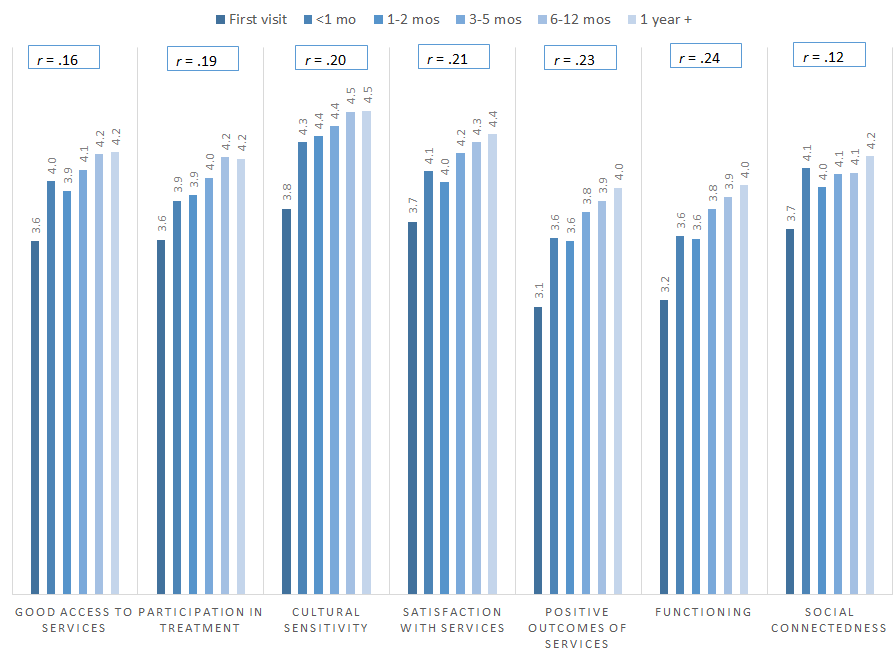 First visit <1 mo 1-2 mos 3-5 mos 6-12 mos 1 year +
r = .16 r = .19 r = .20 r = .21 r = .23 r = .24 r = .12
3.6 4.0 3.9 4.1 4.2 4.2
3.6 3.9 3.9 4.0 4.2 4.2
3.8 4.3 4.4 4.4 4.5 4.5
3.7 4.1 4.0 4.2 4.3 4.4
3.1 3.6 3.6 3.8 3.9 4.0
3.2 3.6 3.6 3.8 3.9 4.0
3.7 4.1 4.0 4.1 4.1 4.2
GOOD ACCESS TO
SERVICES
PARTICIPATION IN
TREATMENT
CULTURAL
SENSITIVITY
SATISFACTION
WITH SERVICES
POSITIVE
OUTCOMES OF
SERVICES
FUNCTIONING
SOCIAL
CONNECTEDNESS